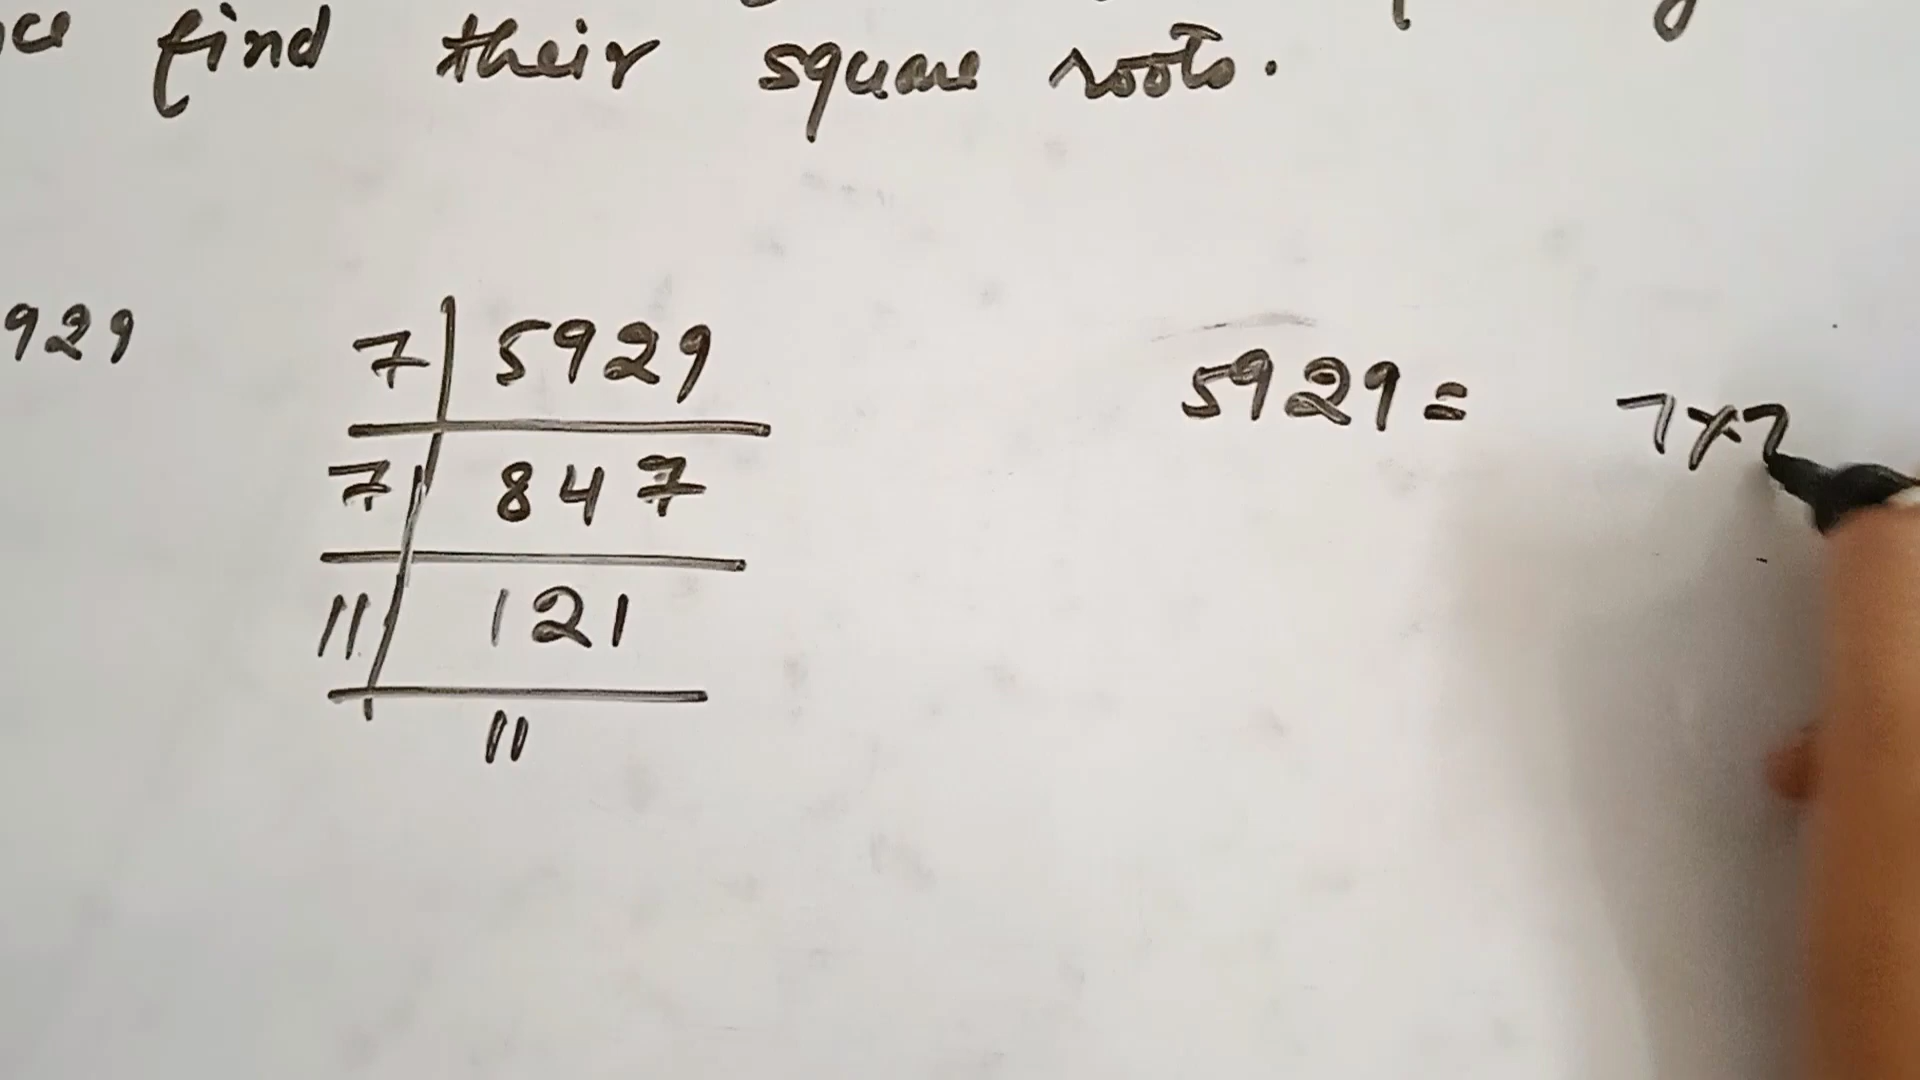 find their square roots.
929 7 5929 5929 = 7×7
7 847
11 121
11